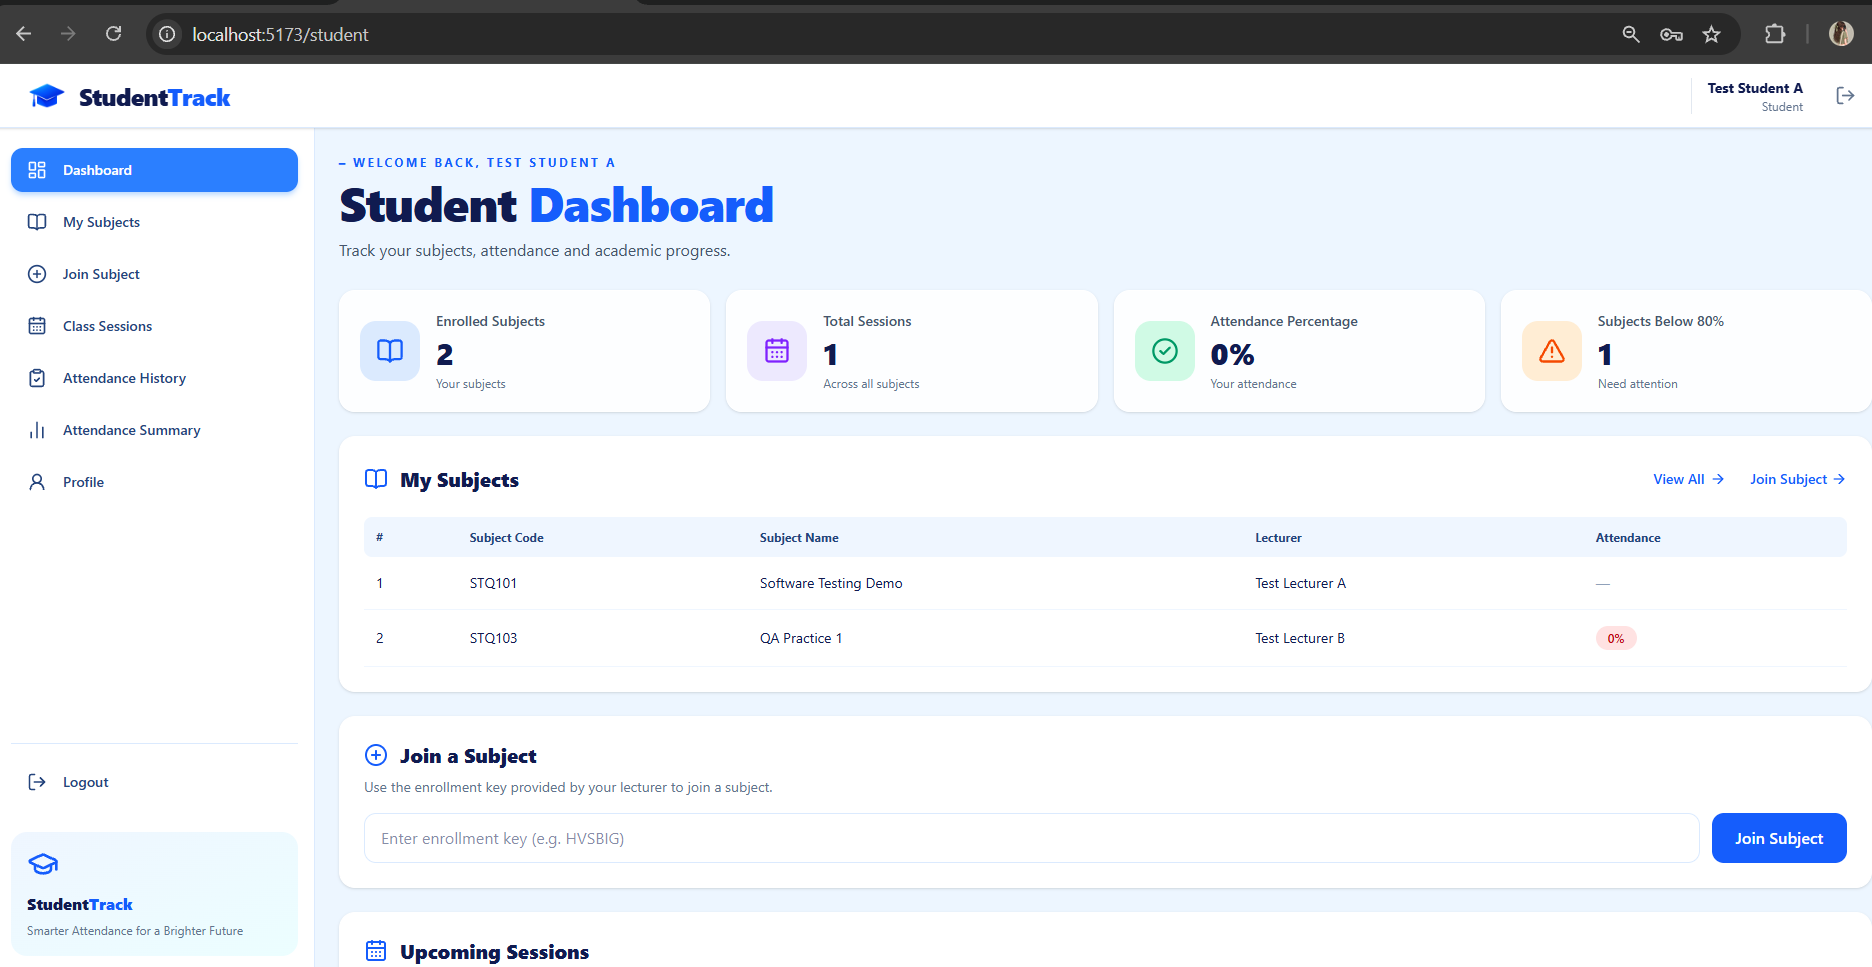 localhost:5173/student
StudentTrack
Test Student A
Student
Dashboard
My Subjects
Join Subject
Class Sessions
Attendance History
Attendance Summary
Profile
Logout
StudentTrack
Smarter Attendance for a Brighter Future
– WELCOME BACK, TEST STUDENT A
Student Dashboard
Track your subjects, attendance and academic progress.
Enrolled Subjects
2
Your subjects
Total Sessions
1
Across all subjects
Attendance Percentage
0%
Your attendance
Subjects Below 80%
1
Need attention
My Subjects
View All → Join Subject →
# Subject Code Subject Name Lecturer Attendance
1 STQ101 Software Testing Demo Test Lecturer A —
2 STQ103 QA Practice 1 Test Lecturer B 0%
Join a Subject
Use the enrollment key provided by your lecturer to join a subject.
Enter enrollment key (e.g. HVSBIG)
Join Subject
Upcoming Sessions